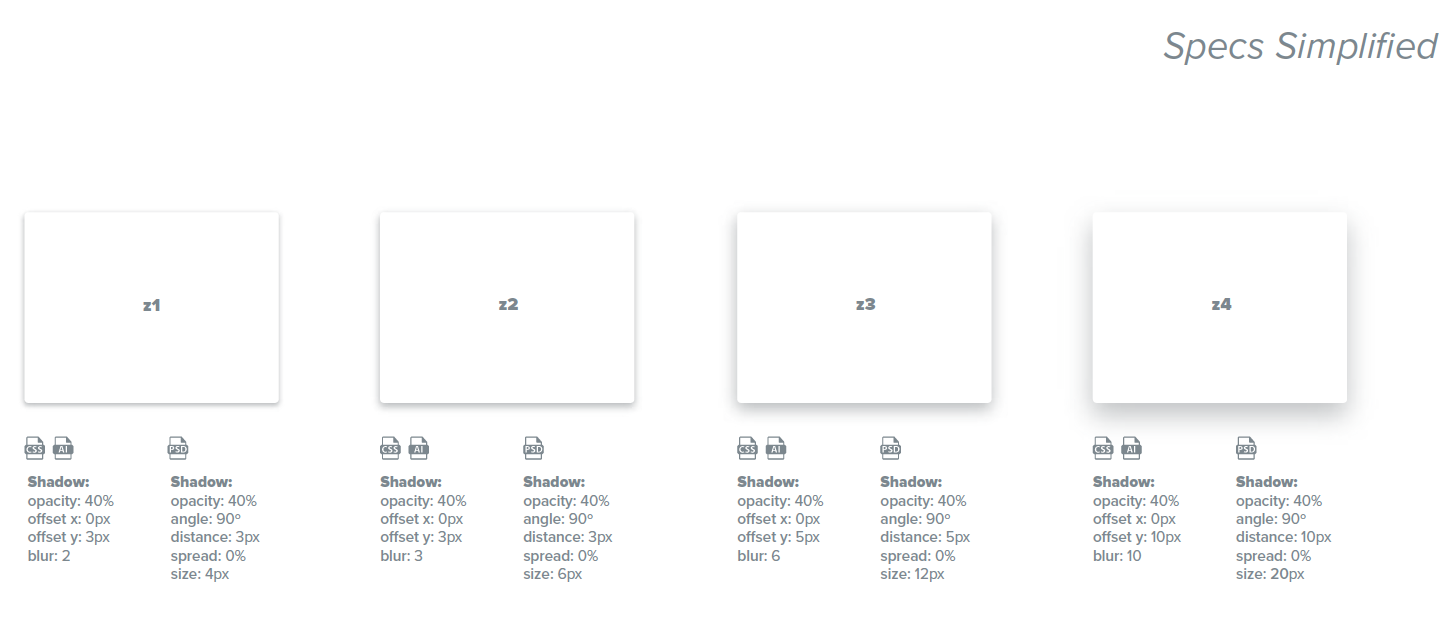 Specs Simplified
z1
z2
z3
z4
CSS AI PSD
Shadow:
opacity: 40%
offset x: 0px
offset y: 3px
blur: 2
Shadow:
opacity: 40%
angle: 90º
distance: 3px
spread: 0%
size: 4px
CSS AI PSD
Shadow:
opacity: 40%
offset x: 0px
offset y: 3px
blur: 3
Shadow:
opacity: 40%
angle: 90º
distance: 3px
spread: 0%
size: 6px
CSS AI PSD
Shadow:
opacity: 40%
offset x: 0px
offset y: 5px
blur: 6
Shadow:
opacity: 40%
angle: 90º
distance: 5px
spread: 0%
size: 12px
CSS AI PSD
Shadow:
opacity: 40%
offset x: 0px
offset y: 10px
blur: 10
Shadow:
opacity: 40%
angle: 90º
distance: 10px
spread: 0%
size: 20px